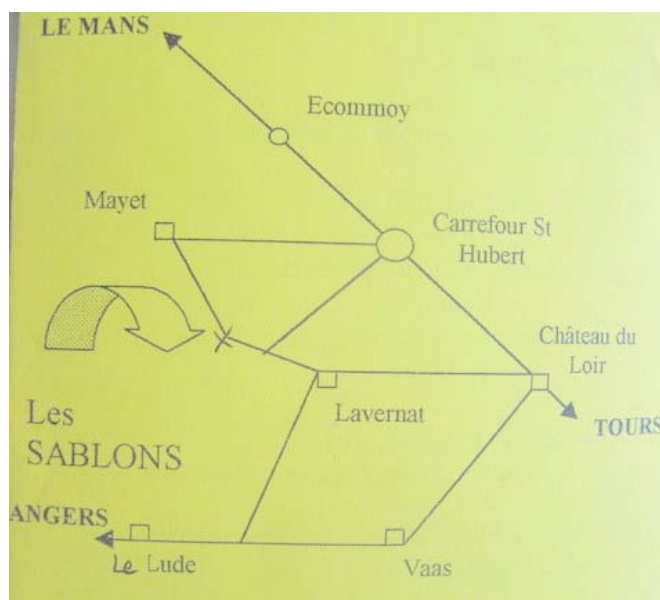 LE MANS
Ecommoy
Mayet
Carrefour St
Hubert
Château du
Loir
Les
SABLONS
Lavernat
TOURS
ANGERS
Le Lude
Vaas